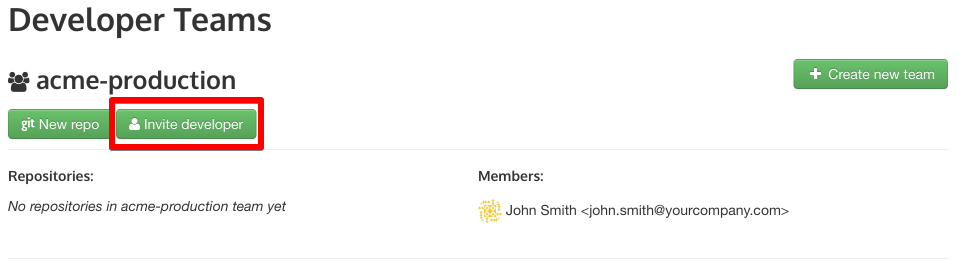 Developer Teams
acme-production
Create new team
git New repo
Invite developer
Repositories:
Members:
No repositories in acme-production team yet
John Smith <john.smith@yourcompany.com>